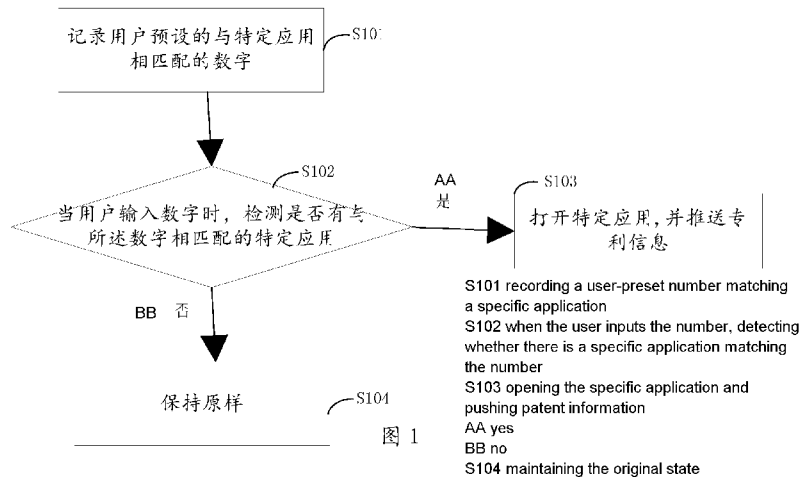 记录用户预设的与特定应用
相匹配的数字
S101
S102
当用户输入数字时，检测是否有与
所述数字相匹配的特定应用
AA
是
S103
打开特定应用,并推送专
利信息
BB 否
保持原样
S104
图 1
S101 recording a user-preset number matching
a specific application
S102 when the user inputs the number, detecting
whether there is a specific application matching
the number
S103 opening the specific application and
pushing patent information
AA yes
BB no
S104 maintaining the original state